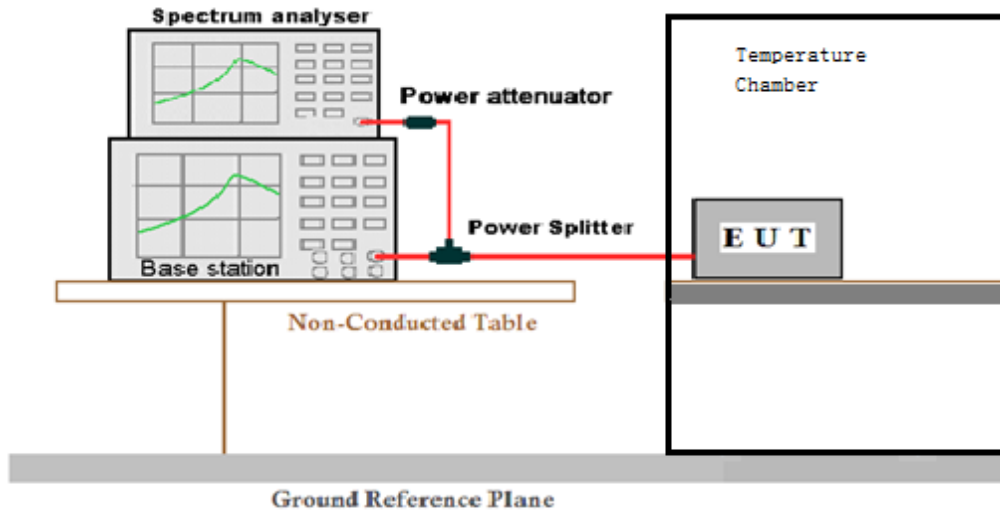 Spectrum analyser
Temperature
Chamber
Power attenuator
Power Splitter
E U T
Base station
Non-Conducted Table
Ground Reference Plane